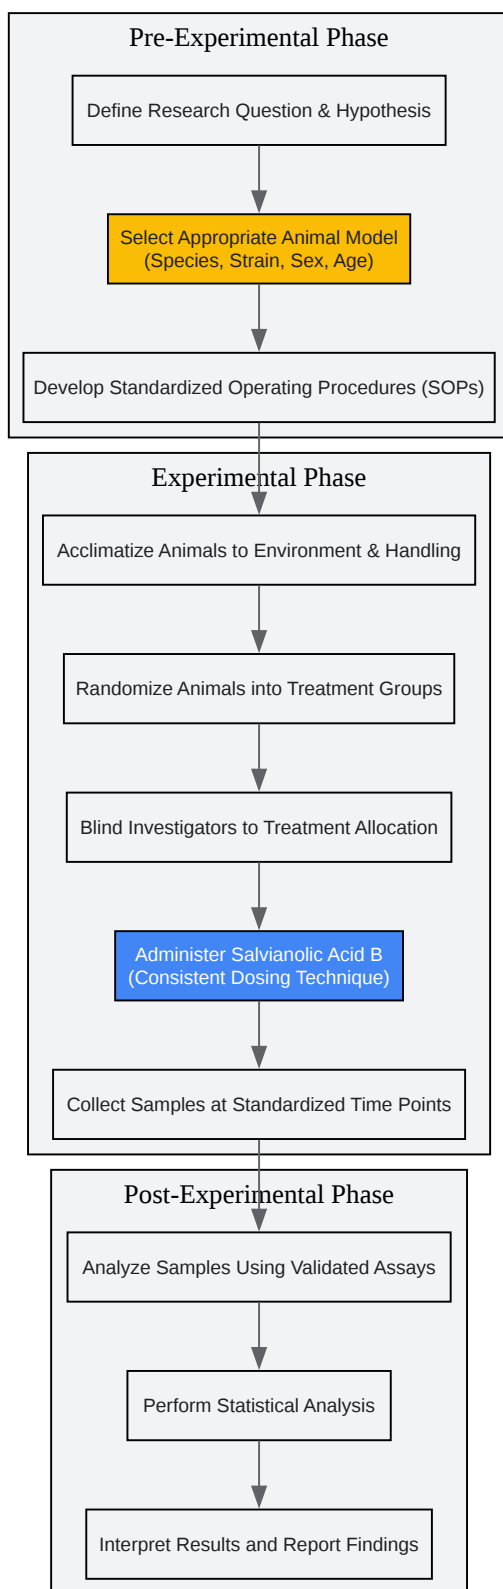 Pre-Experimental Phase
Define Research Question & Hypothesis
Select Appropriate Animal Model
(Species, Strain, Sex, Age)
Develop Standardized Operating Procedures (SOPs)
Experimental Phase
Acclimatize Animals to Environment & Handling
Randomize Animals into Treatment Groups
Blind Investigators to Treatment Allocation
Administer Salvianolic Acid B
(Consistent Dosing Technique)
Collect Samples at Standardized Time Points
Post-Experimental Phase
Analyze Samples Using Validated Assays
Perform Statistical Analysis
Interpret Results and Report Findings